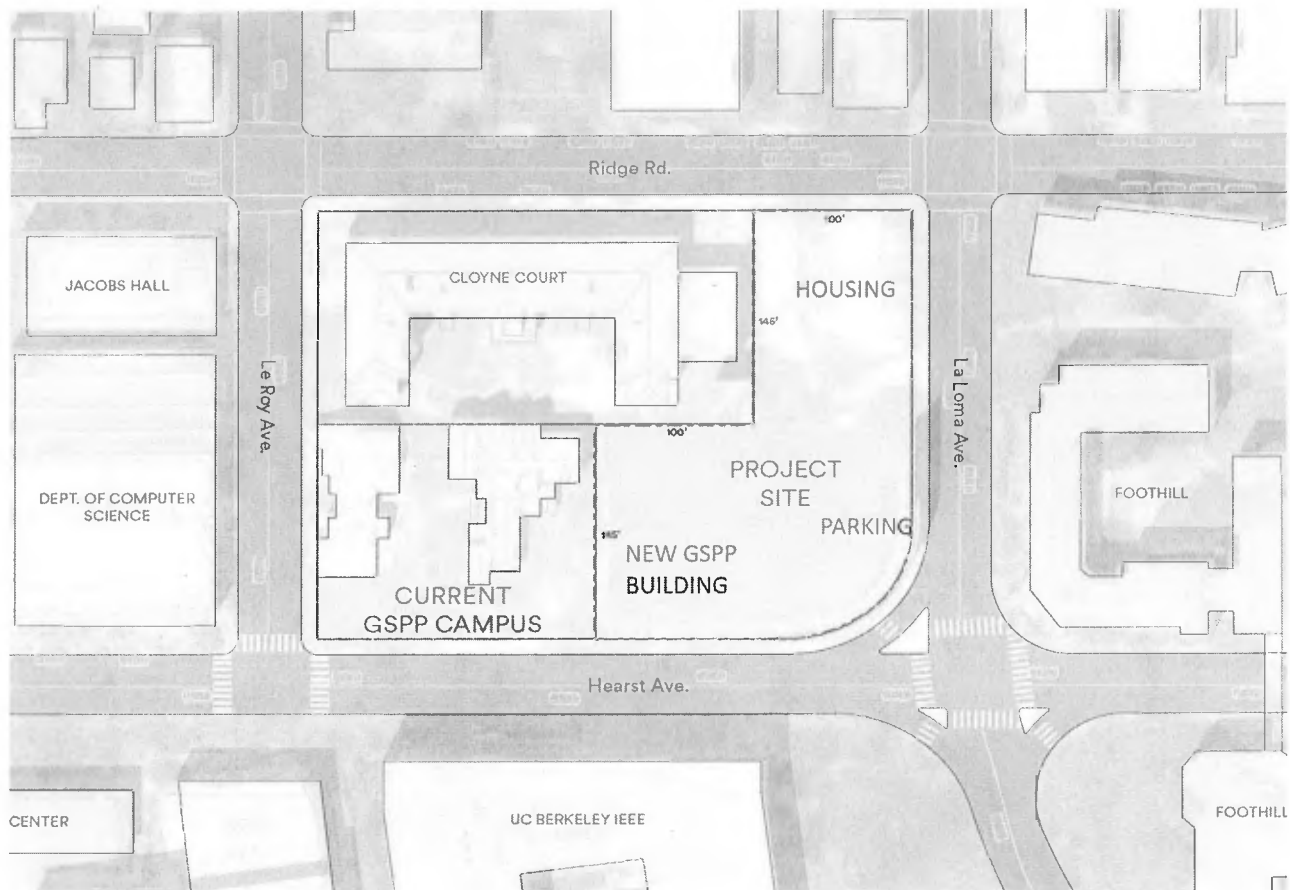 Ridge Rd.
100'
JACOBS HALL
CLOYNE COURT
HOUSING
145'
Le Roy Ave.
La Loma Ave.
100'
PROJECT
SITE
DEPT. OF COMPUTER
SCIENCE
FOOTHILL
PARKING
145'
NEW GSPP
BUILDING
CURRENT
GSPP CAMPUS
Hearst Ave.
CENTER
UC BERKELEY IEEE
FOOTHILL